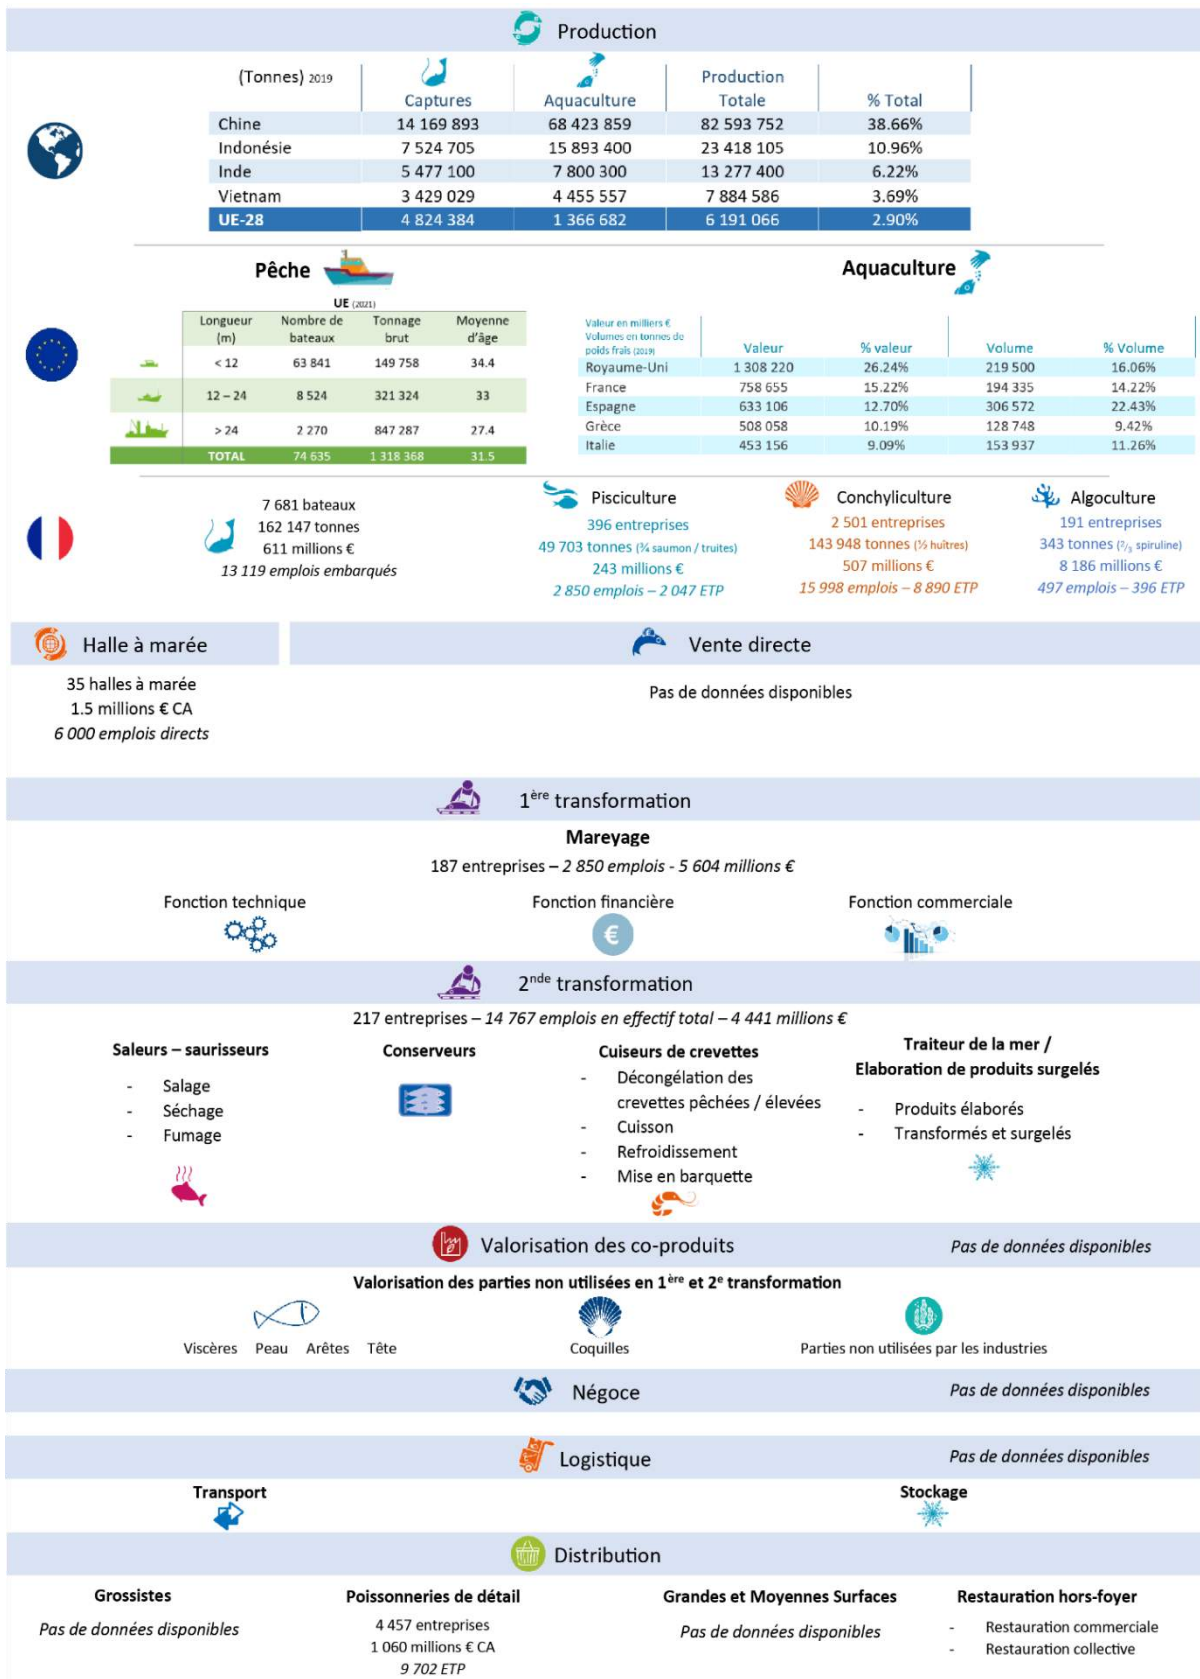 Production
(Tonnes) 2019 Captures Aquaculture Production Totale % Total
Chine 14 169 893 68 423 859 82 593 752 38.66%
Indonésie 7 524 705 15 893 400 23 418 105 10.96%
Inde 5 477 100 7 800 300 13 277 400 6.22%
Vietnam 3 429 029 4 455 557 7 884 586 3.69%
UE-28 4 824 384 1 366 682 6 191 066 2.90%
Pêche
UE (2021)
Longueur (m) Nombre de bateaux Tonnage brut Moyenne d'âge
< 12 63 841 149 758 34.4
12 – 24 8 524 321 324 33
> 24 2 270 847 287 27.4
TOTAL 74 635 1 318 368 31.5
Aquaculture
Valeur en milliers €
Volumes en tonnes de
poids frais (2019) Valeur % valeur Volume % Volume
Royaume-Uni 1 308 220 26.24% 219 500 16.06%
France 758 655 15.22% 194 335 14.22%
Espagne 633 106 12.70% 306 572 22.43%
Grèce 508 058 10.19% 128 748 9.42%
Italie 453 156 9.09% 153 937 11.26%
7 681 bateaux
162 147 tonnes
611 millions €
13 119 emplois embarqués
Pisciculture
396 entreprises
49 703 tonnes (¾ saumon / truites)
243 millions €
2 850 emplois – 2 047 ETP
Conchyliculture
2 501 entreprises
143 948 tonnes (½ huîtres)
507 millions €
15 998 emplois – 8 890 ETP
Algoculture
191 entreprises
343 tonnes (2/3 spiruline)
8 186 millions €
497 emplois – 396 ETP
Halle à marée
35 halles à marée
1.5 millions € CA
6 000 emplois directs
Vente directe
Pas de données disponibles
1ère transformation
Mareyage
187 entreprises – 2 850 emplois - 5 604 millions €
Fonction technique
Fonction financière
€
Fonction commerciale
2nde transformation
217 entreprises – 14 767 emplois en effectif total – 4 441 millions €
Saleurs – saurisseurs
- Salage
- Séchage
- Fumage
Conserveurs
Cuiseurs de crevettes
- Décongélation des
crevettes pêchées / élevées
- Cuisson
- Refroidissement
- Mise en barquette
Traiteur de la mer /
Elaboration de produits surgelés
- Produits élaborés
- Transformés et surgelés
Valorisation des co-produits Pas de données disponibles
Valorisation des parties non utilisées en 1ère et 2e transformation
Viscères Peau Arêtes Tête
Coquilles
Parties non utilisées par les industries
Négoce Pas de données disponibles
Logistique Pas de données disponibles
Transport
Stockage
Distribution
Grossistes
Pas de données disponibles
Poissonneries de détail
4 457 entreprises
1 060 millions € CA
9 702 ETP
Grandes et Moyennes Surfaces
Pas de données disponibles
Restauration hors-foyer
- Restauration commerciale
- Restauration collective